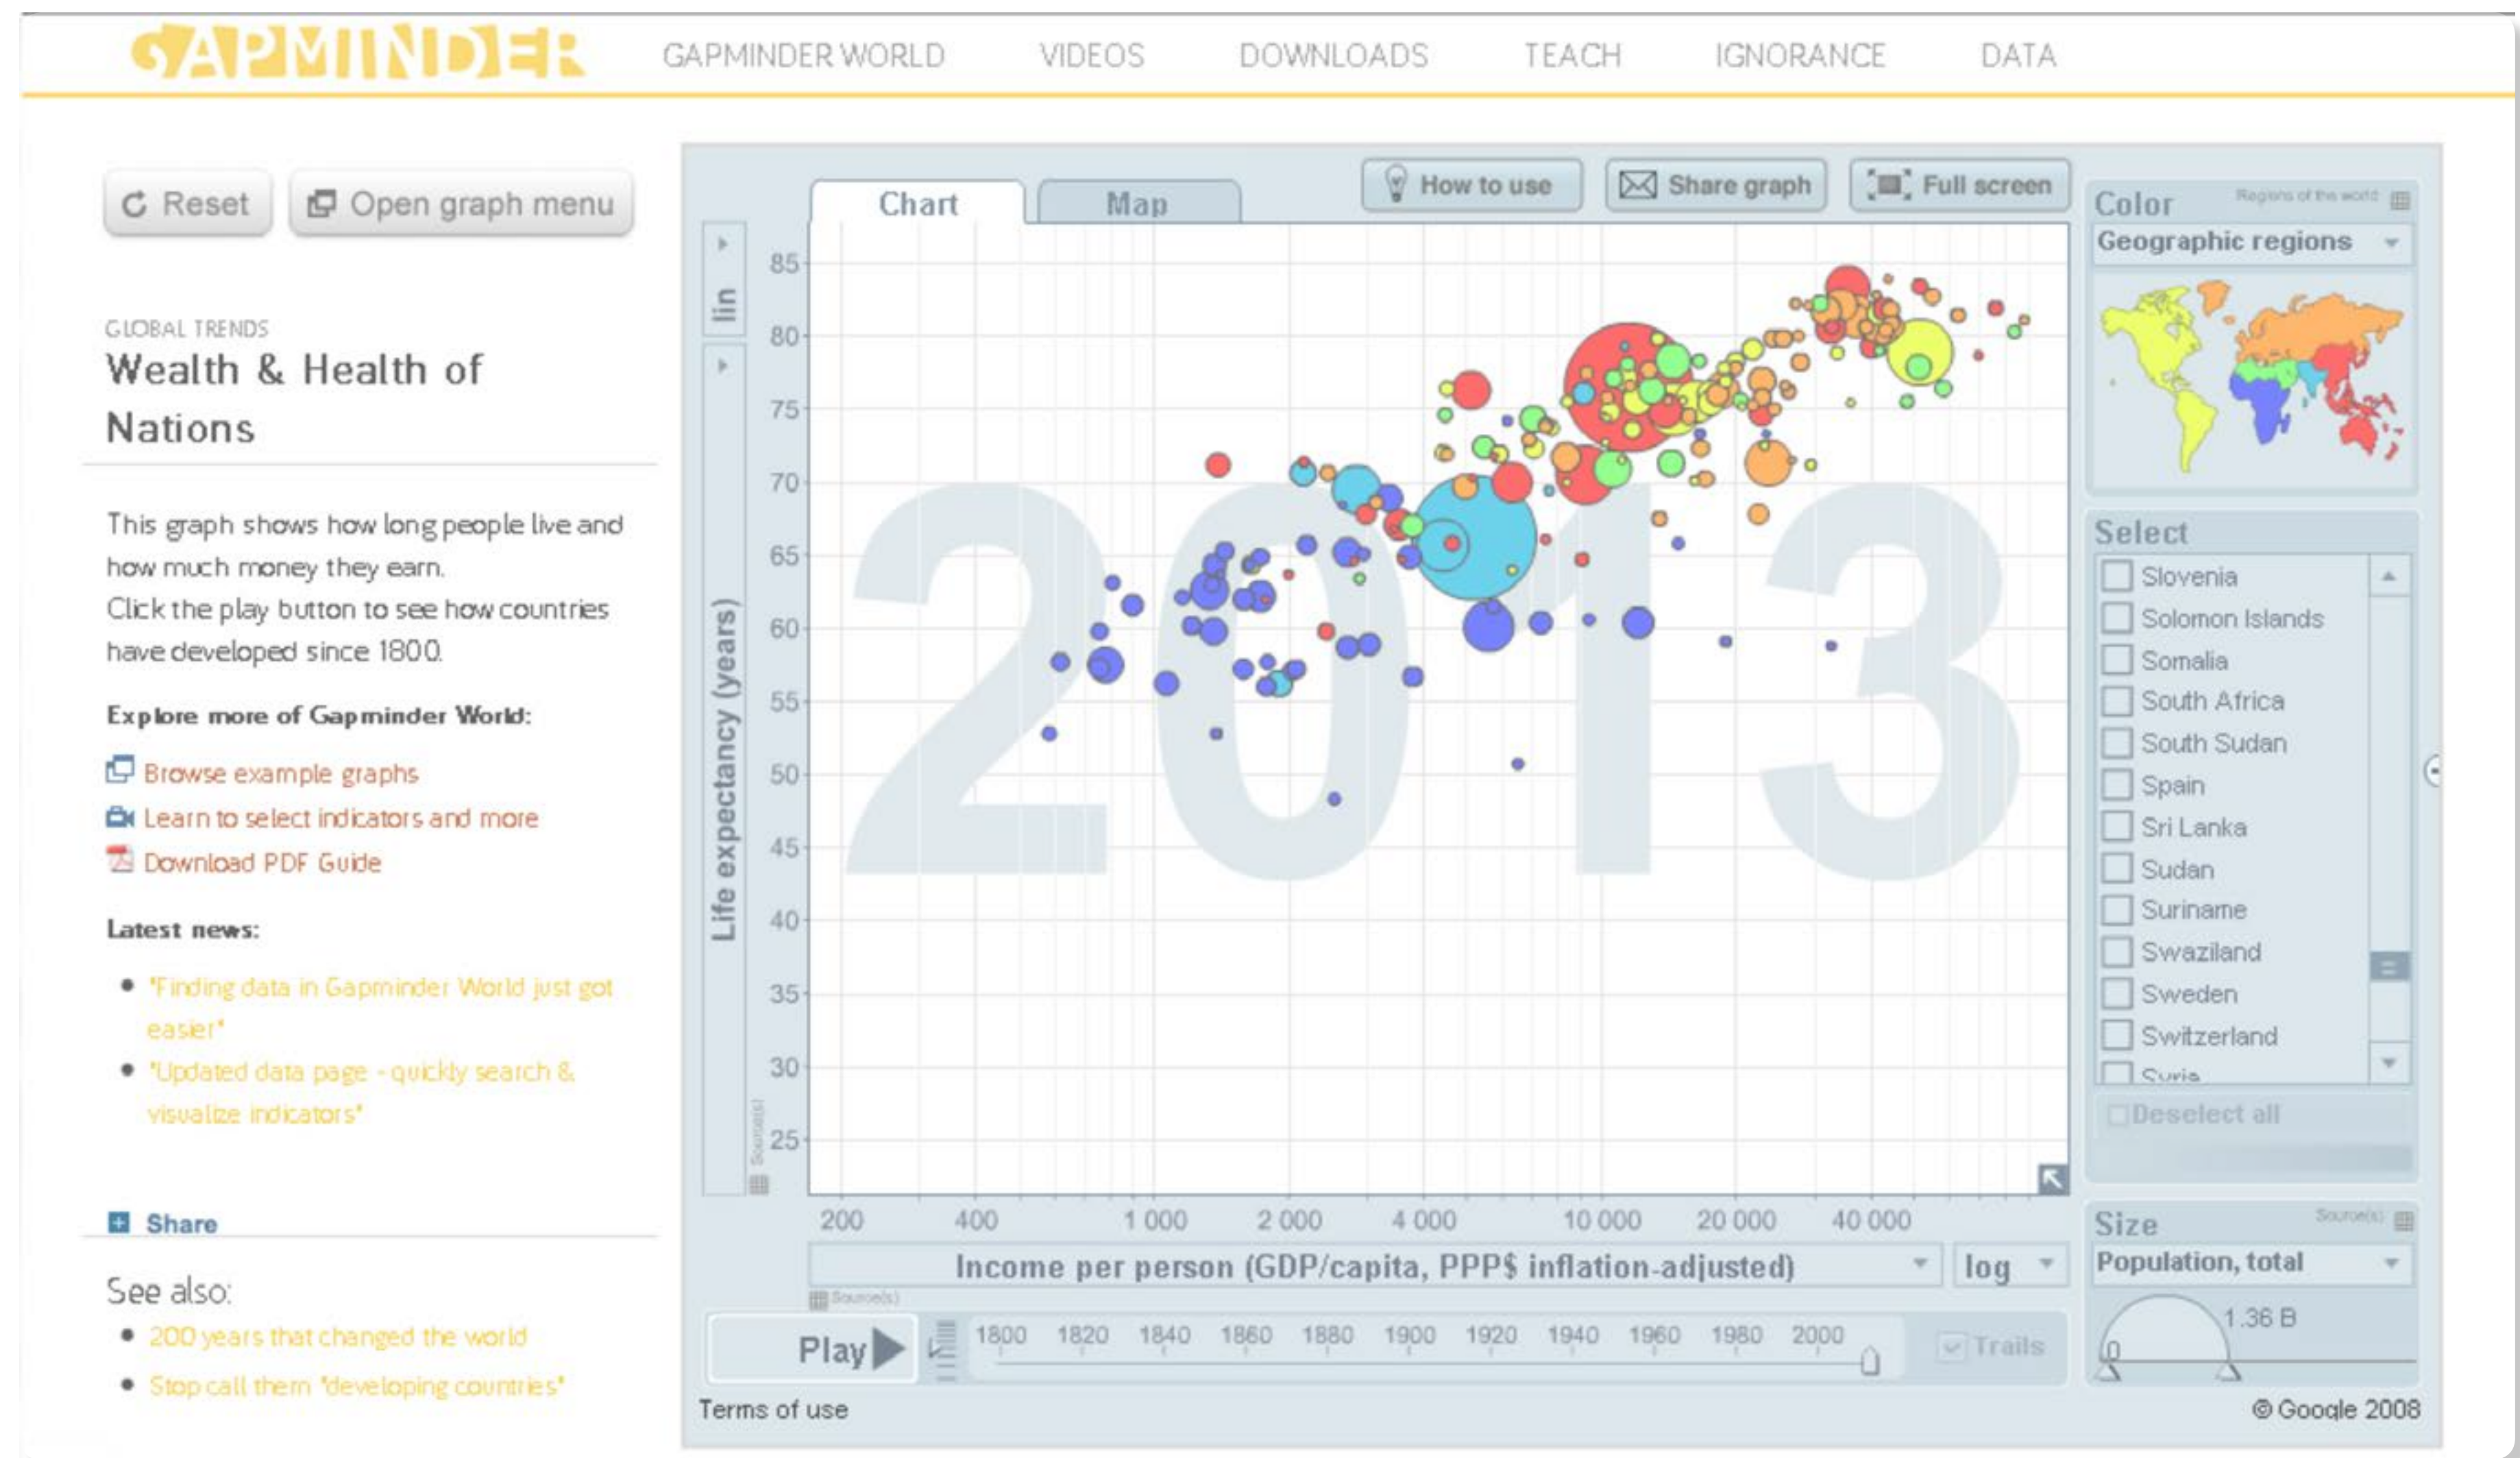 GAPMINDER
GAPMINDER WORLD
VIDEOS
DOWNLOADS
TEACH
IGNORANCE
DATA
Reset
Open graph menu
GLOBAL TRENDS
Wealth & Health of
Nations
This graph shows how long people live and
how much money they earn.
Click the play button to see how countries
have developed since 1800.
Explore more of Gapminder World:
Browse example graphs
Learn to select indicators and more
Download PDF Guide
Latest news:
"Finding data in Gapminder World just got
easier"
"Updated data page - quickly search &
visualize indicators"
Share
See also:
200 years that changed the world
Stop call them "developing countries"
Chart
Map
How to use
Share graph
Full screen
lin
Life expectancy (years)
Source(s)
85
80
75
70
65
60
55
50
45
40
35
30
25
2013
200
400
1 000
2 000
4 000
10 000
20 000
40 000
Income per person (GDP/capita, PPP$ inflation-adjusted)
log
Source(s)
Play
1800
1820
1840
1860
1880
1900
1920
1940
1960
1980
2000
Trails
Terms of use
Color
Regions of the world
Geographic regions
Select
Slovenia
Solomon Islands
Somalia
South Africa
South Sudan
Spain
Sri Lanka
Sudan
Suriname
Swaziland
Sweden
Switzerland
Syria
Deselect all
Size
Source(s)
Population, total
1.36 B
0
© Google 2008